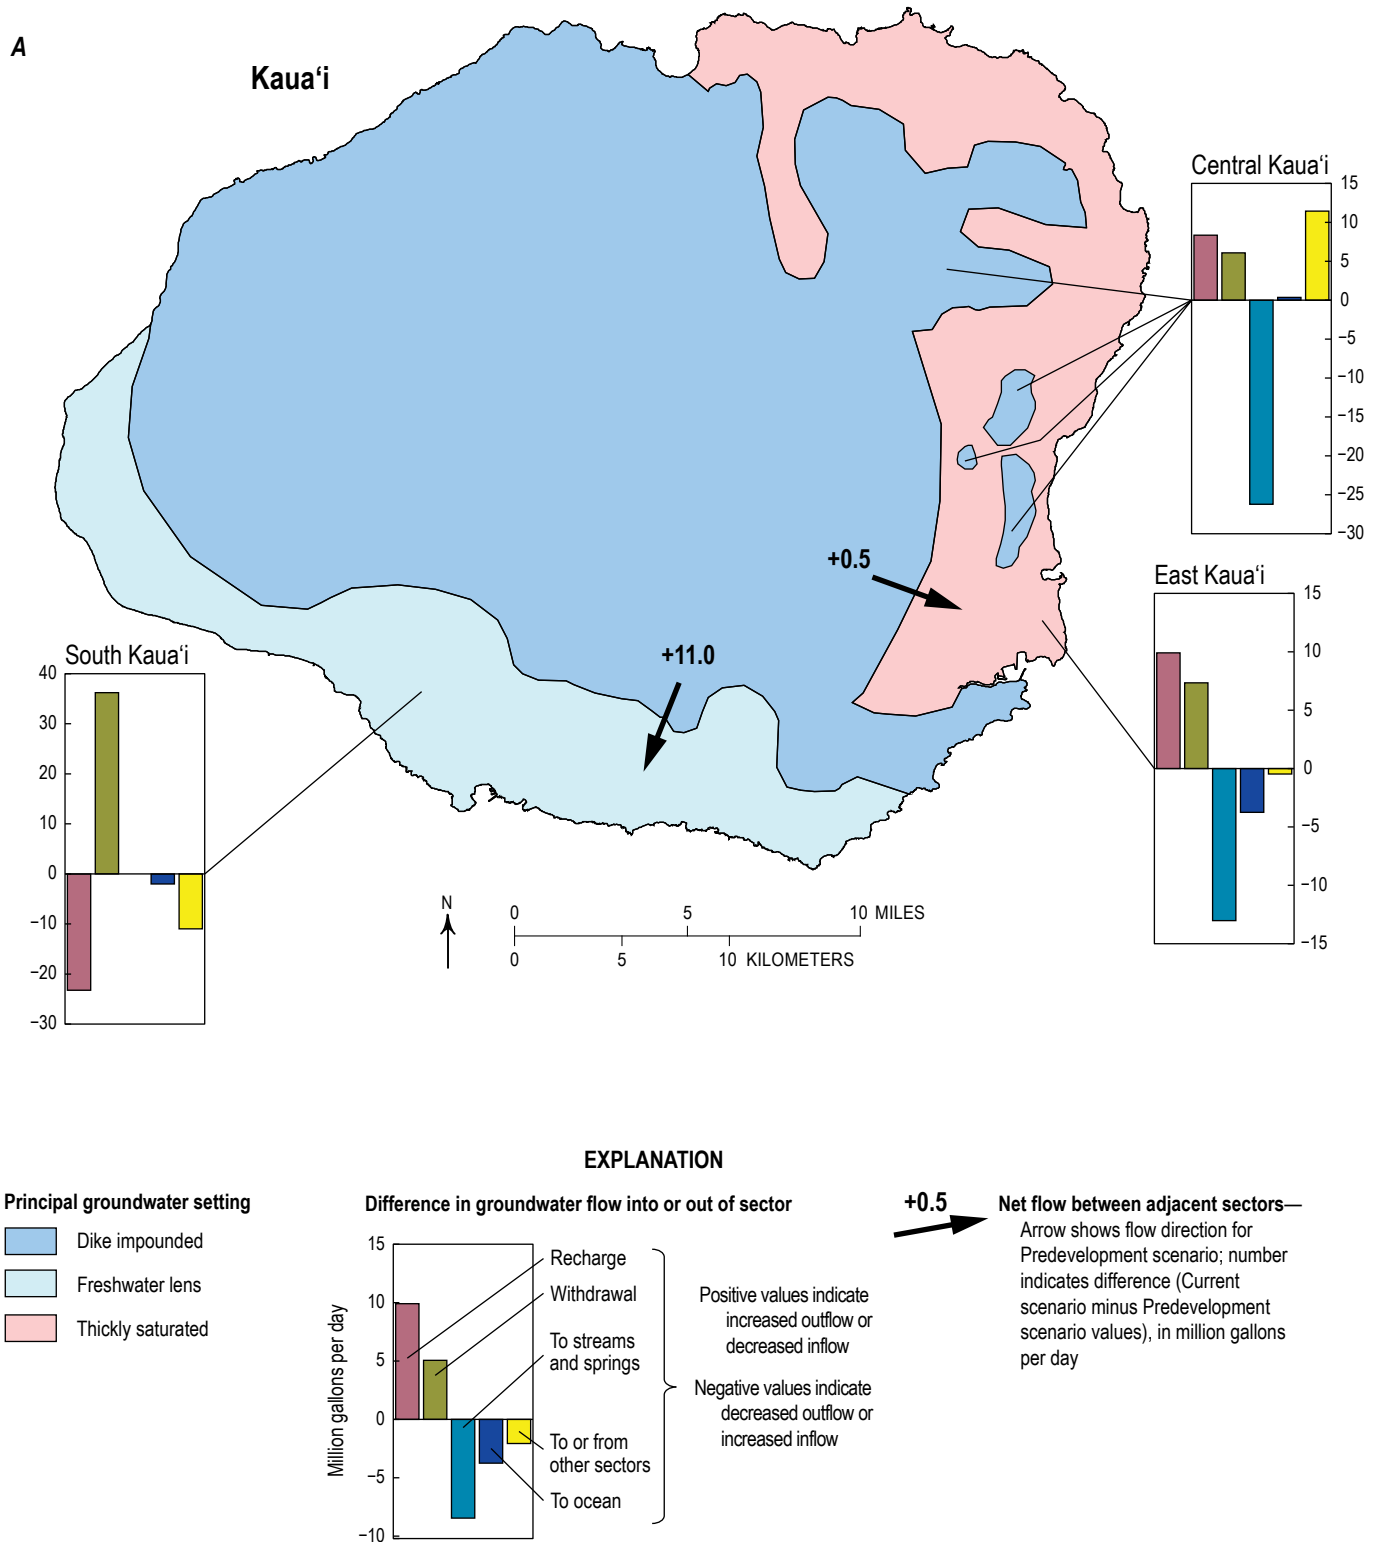 A
Kauaʻi
Central Kauaʻi
15
10
5
0
−5
−10
−15
−20
−25
−30
+0.5
East Kauaʻi
15
10
5
0
−5
−10
−15
+11.0
South Kauaʻi
40
30
20
10
0
−10
−20
−30
N
0 5 10 MILES
0 5 10 KILOMETERS
EXPLANATION
Principal groundwater setting
Dike impounded
Freshwater lens
Thickly saturated
Difference in groundwater flow into or out of sector
Million gallons per day
15
10
5
0
−5
−10
Recharge
Withdrawal
To streams
and springs
To or from
other sectors
To ocean
Positive values indicate
increased outflow or
decreased inflow
Negative values indicate
decreased outflow or
increased inflow
+0.5
Net flow between adjacent sectors—
Arrow shows flow direction for
Predevelopment scenario; number
indicates difference (Current
scenario minus Predevelopment
scenario values), in million gallons
per day